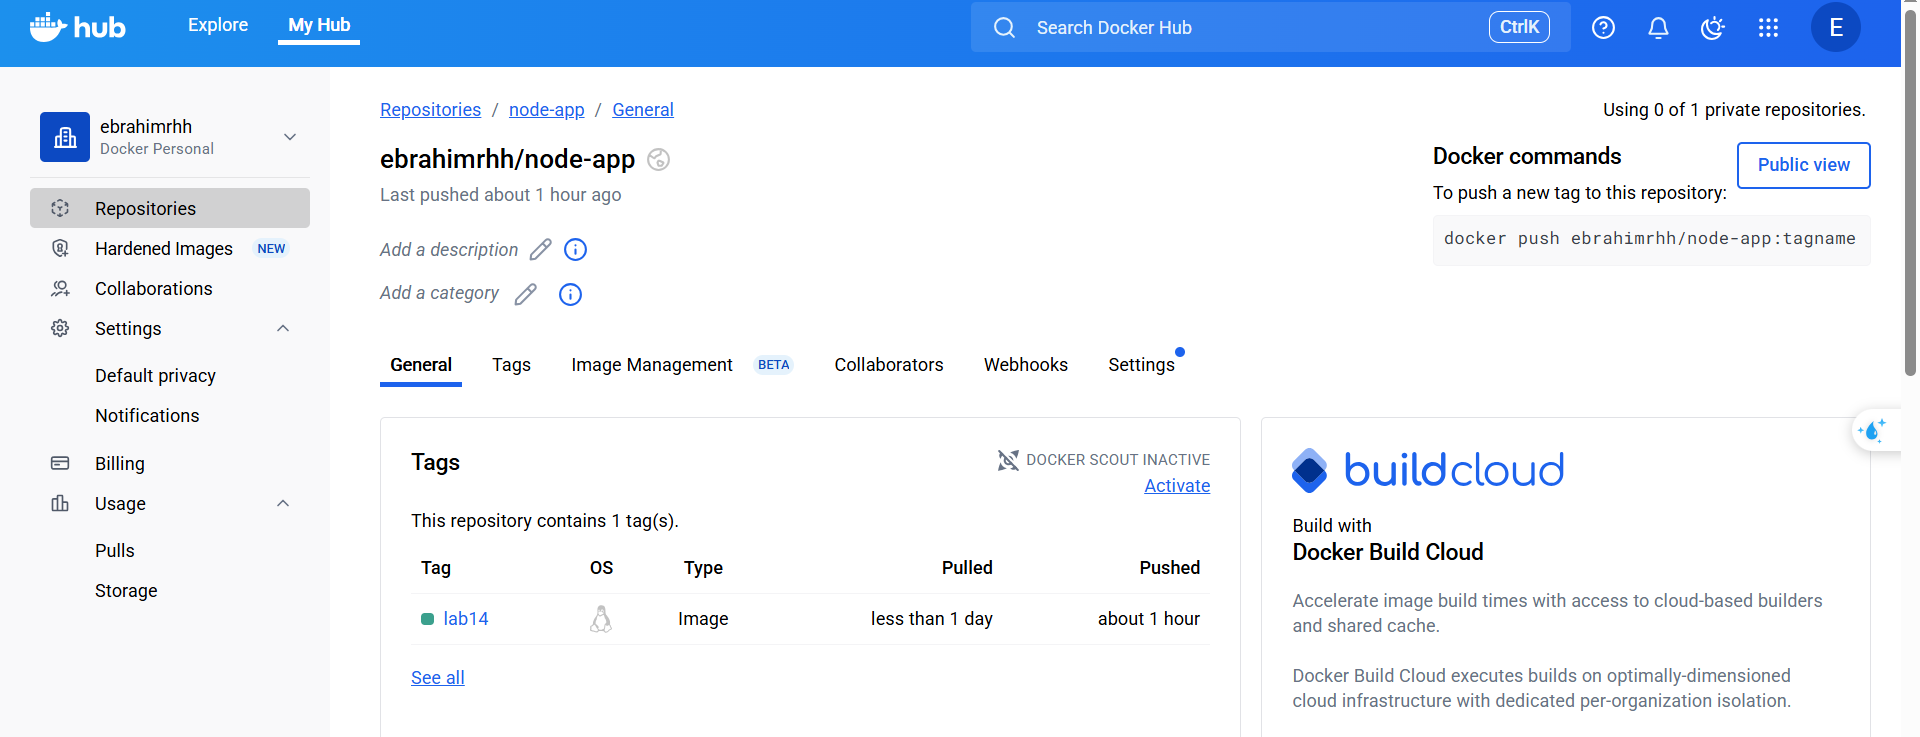 hub
Explore
My Hub
Search Docker Hub
CtrlK
E
ebrahimrhh
Docker Personal
Repositories
Hardened Images NEW
Collaborations
Settings
Default privacy
Notifications
Billing
Usage
Pulls
Storage
Repositories / node-app / General
Using 0 of 1 private repositories.
ebrahimrhh/node-app
Last pushed about 1 hour ago
Add a description
Add a category
Docker commands
Public view
To push a new tag to this repository:
docker push ebrahimrhh/node-app:tagname
General Tags Image Management BETA Collaborators Webhooks Settings
Tags
DOCKER SCOUT INACTIVE
Activate
This repository contains 1 tag(s).
Tag OS Type Pulled Pushed
lab14 Image less than 1 day about 1 hour
See all
buildcloud
Build with
Docker Build Cloud
Accelerate image build times with access to cloud-based builders
and shared cache.
Docker Build Cloud executes builds on optimally-dimensioned
cloud infrastructure with dedicated per-organization isolation.